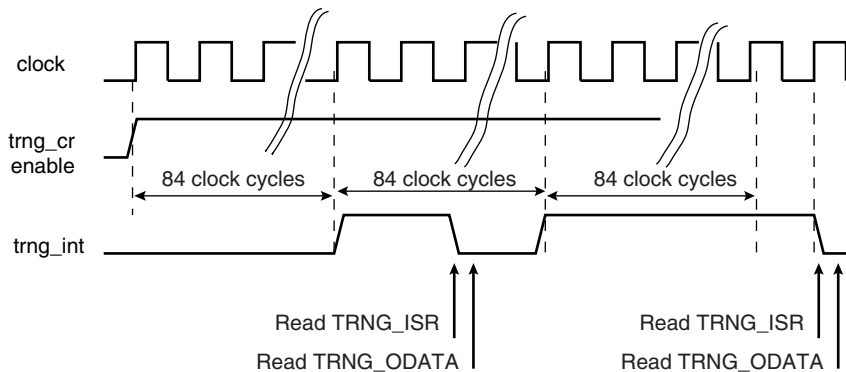 clock
trng_cr
enable
84 clock cycles 84 clock cycles 84 clock cycles
trng_int
Read TRNG_ISR Read TRNG_ISR
Read TRNG_ODATA Read TRNG_ODATA